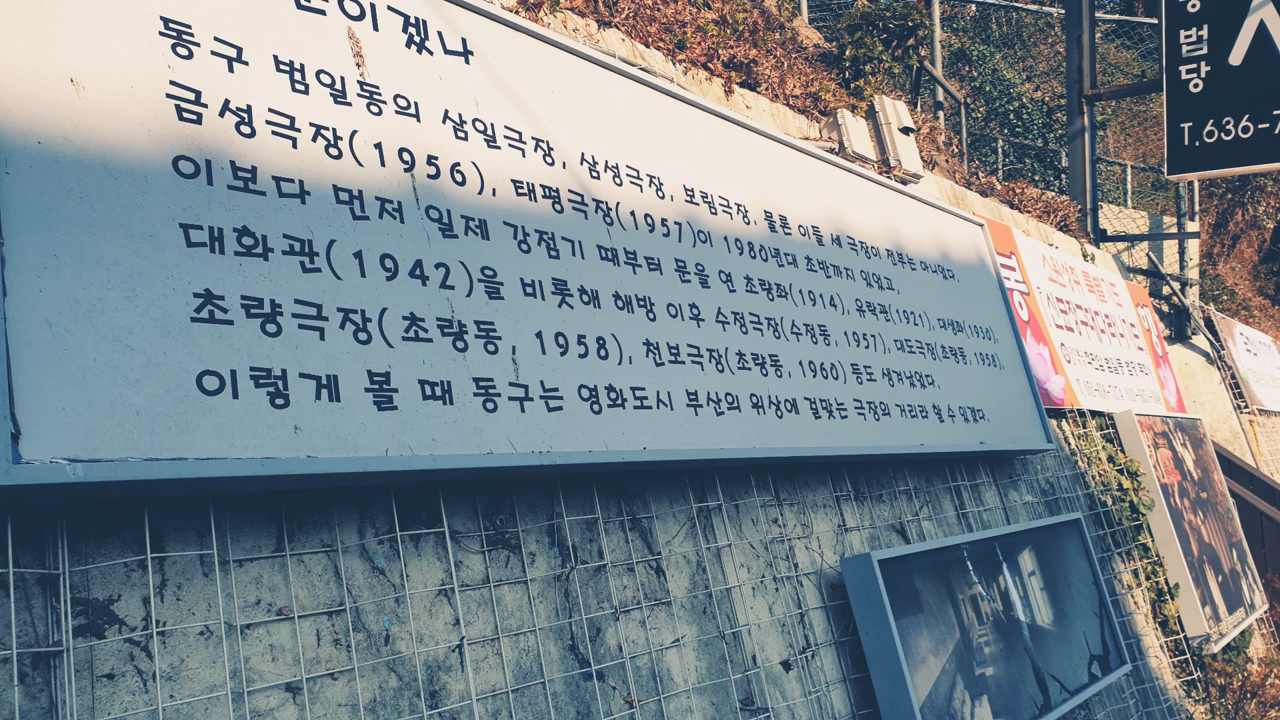 이겠나
동구 범일동의 삼일극장, 삼성극장, 보림극장, 물론 이들 세 극장이 전부는 아니었다.
금성극장(1956), 태평극장(1957)이 1980년대 초반까지 있었고,
이보다 먼저 일제 강점기 때부터 문을 연 초량좌(1914), 유락관(1921), 대생좌(1930),
대화관(1942)을 비롯해 해방 이후 수정극장(수정동, 1957), 대도극장(초량동, 1958),
초량극장(초량동, 1958), 천보극장(초량동, 1960) 등도 생겨났었다.
이렇게 볼 때 동구는 영화도시 부산의 위상에 걸맞는 극장의 거리라 할 수 있겠다.
법당
T.636-7